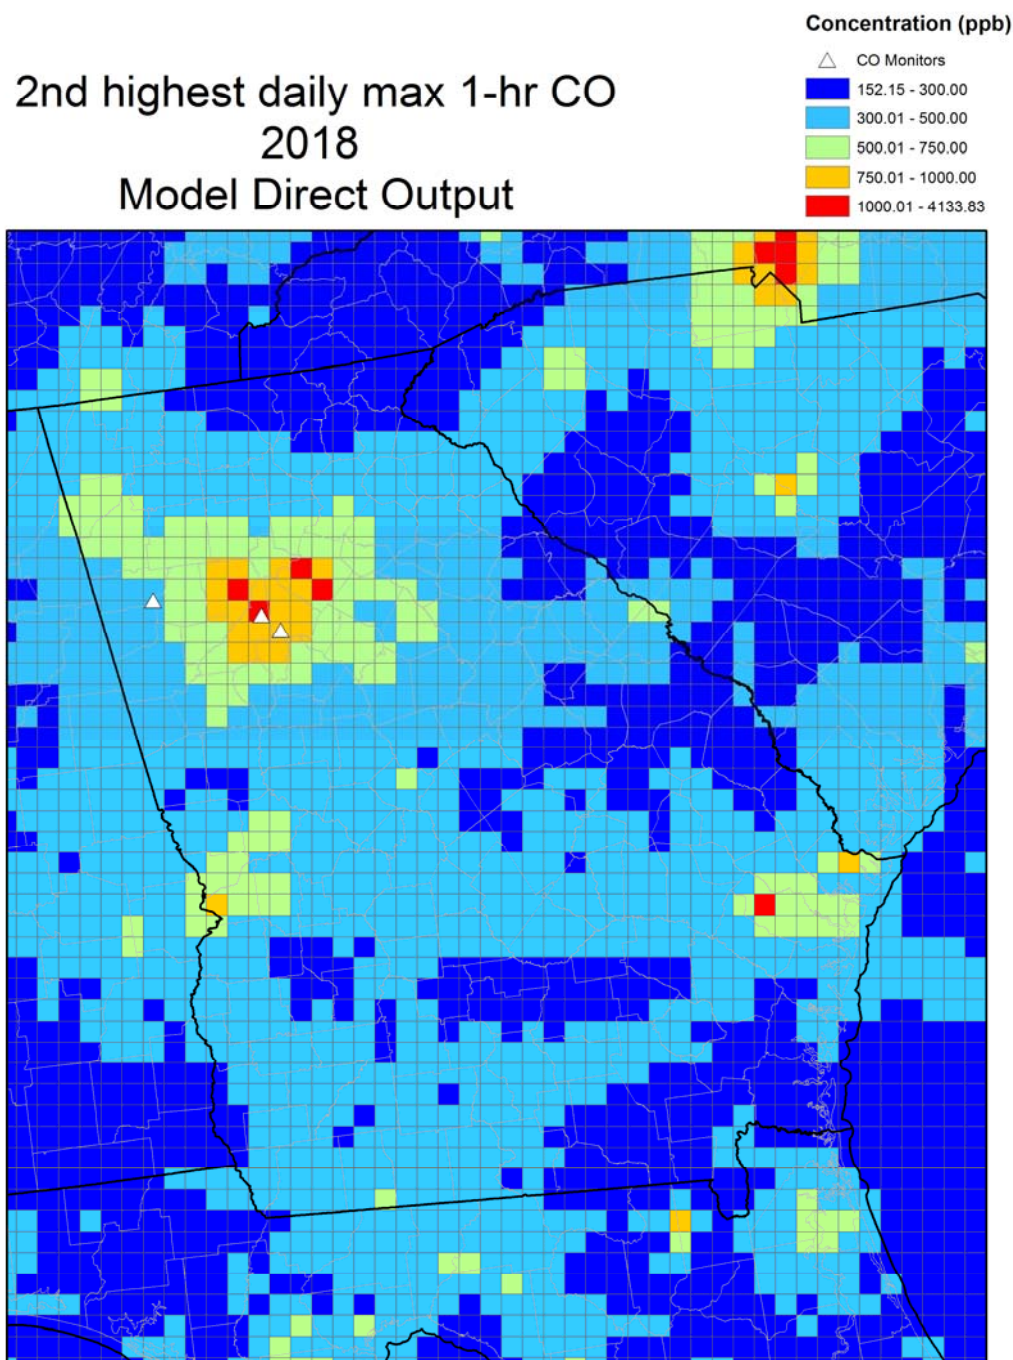 Concentration (ppb)
CO Monitors
152.15 - 300.00
300.01 - 500.00
500.01 - 750.00
750.01 - 1000.00
1000.01 - 4133.83
2nd highest daily max 1-hr CO
2018
Model Direct Output